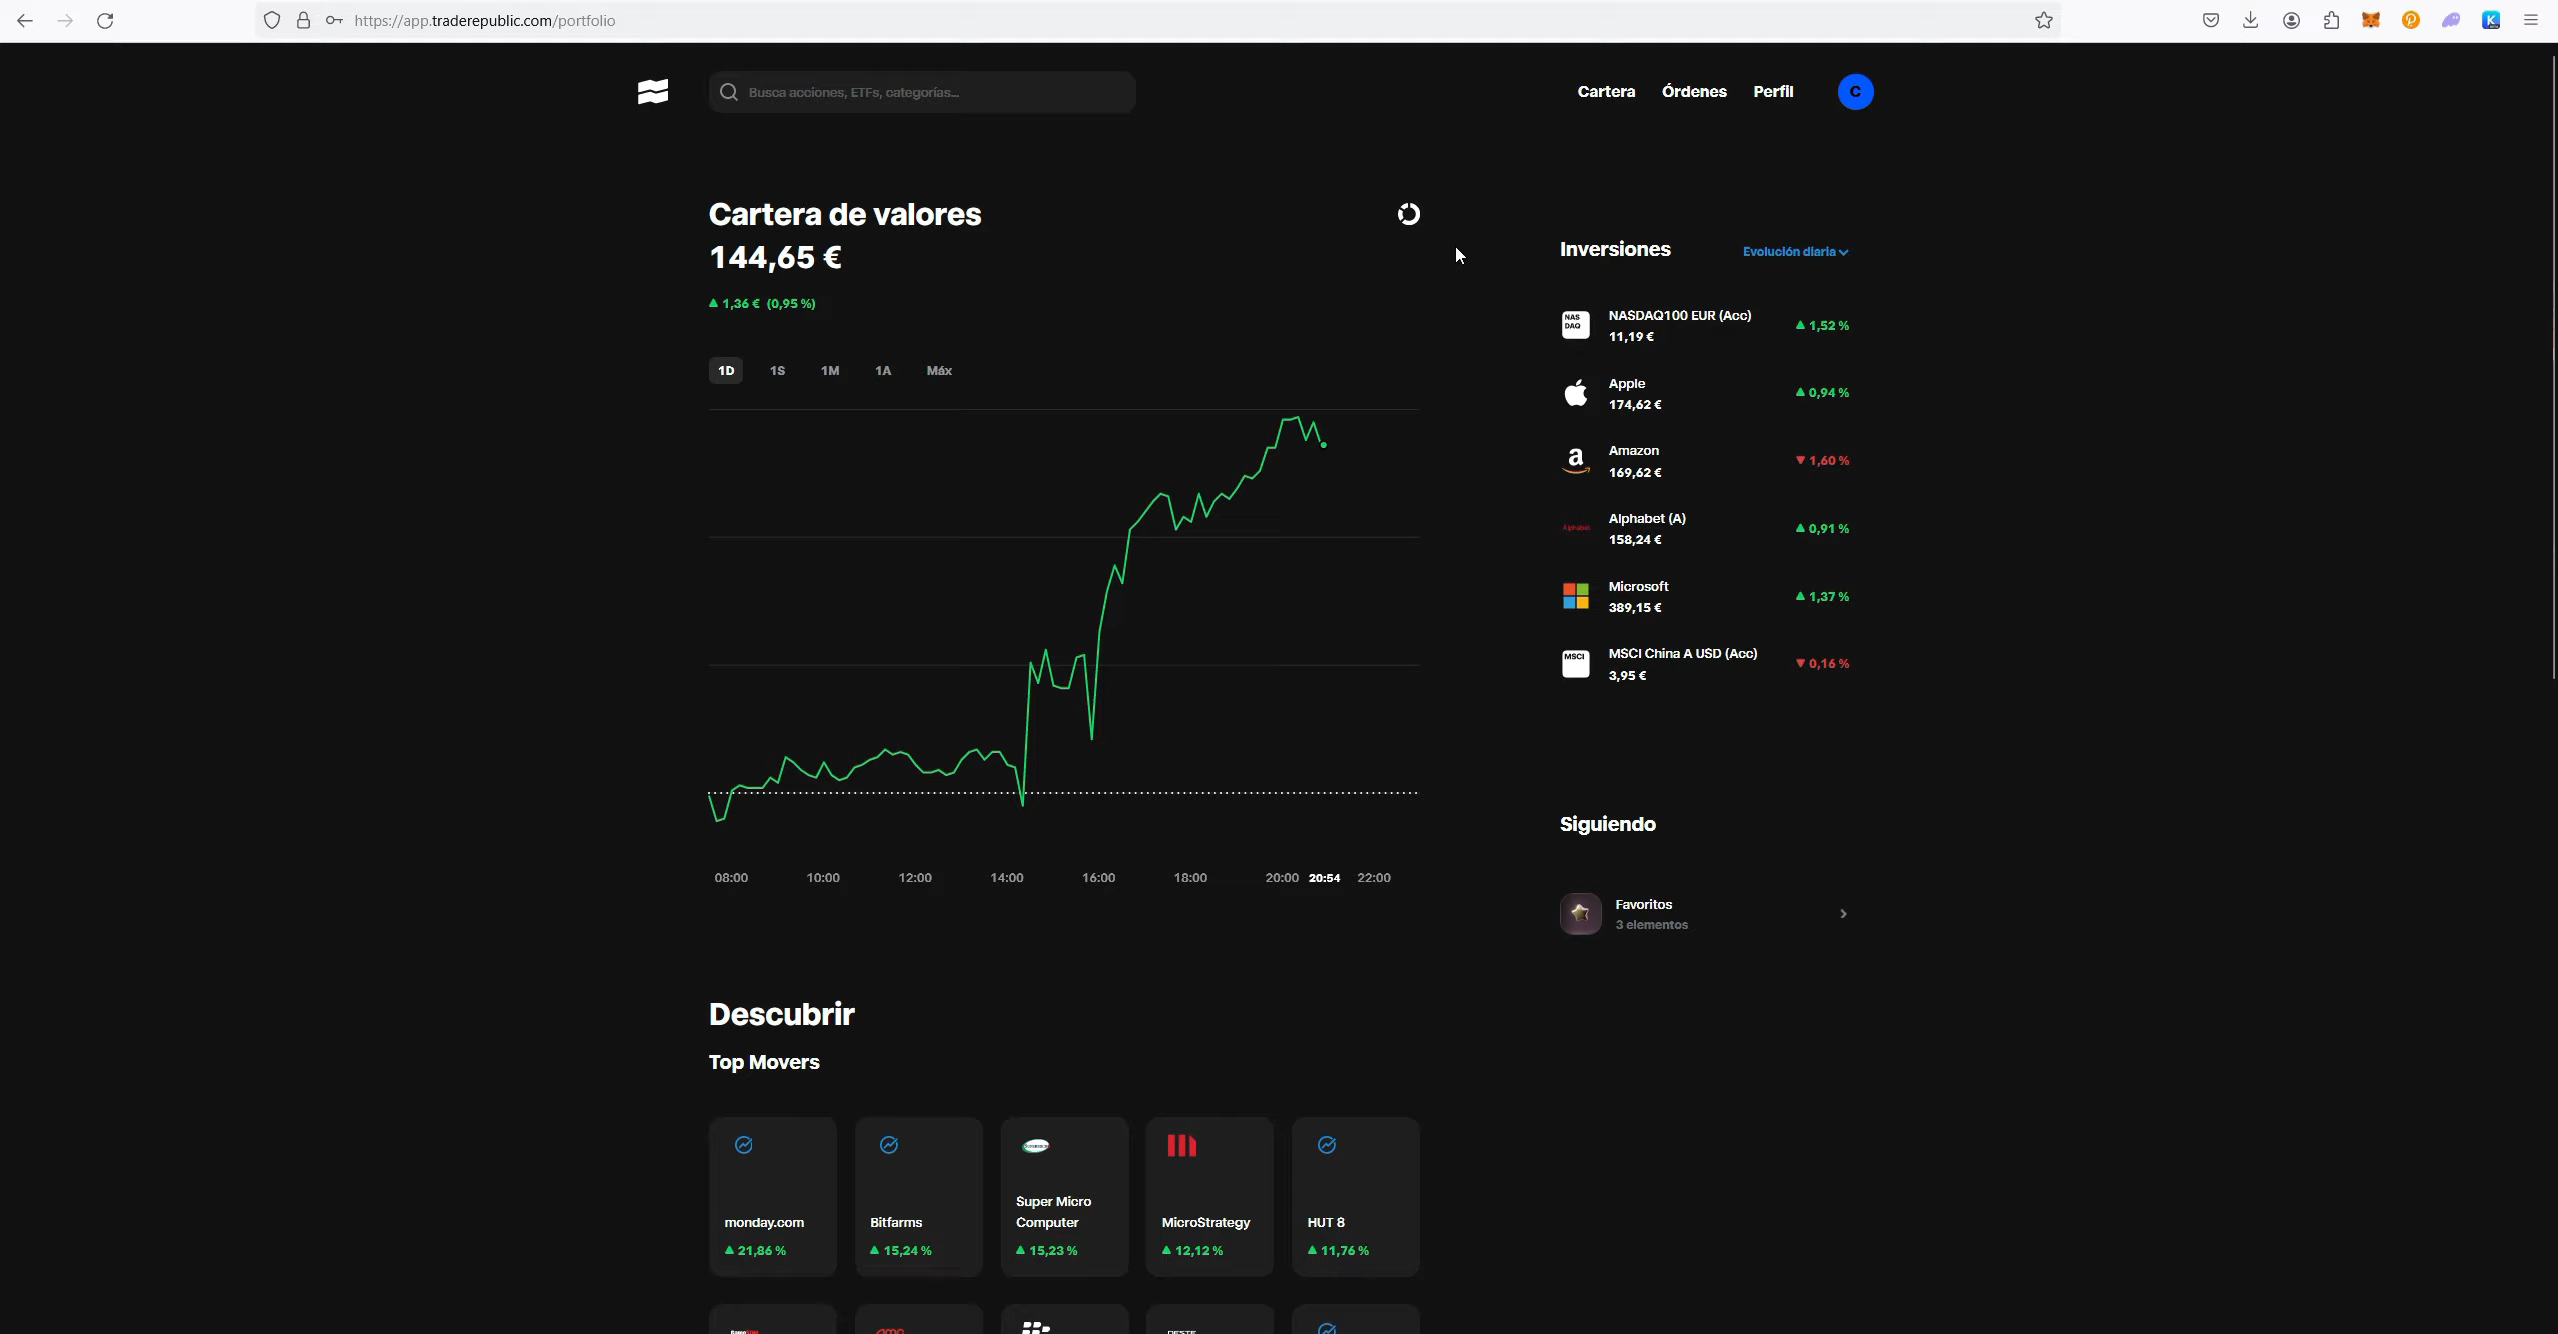 https://app.traderepublic.com/portfolio
Busca acciones, ETFs, categorías...
Cartera
Órdenes
Perfil
C
Cartera de valores
144,65 €
1,36 € (0,95 %)
1D 1S 1M 1A Máx
08:00 10:00 12:00 14:00 16:00 18:00 20:00 20:54 22:00
Inversiones
Evolución diaria
NAS
DAQ
NASDAQ100 EUR (Acc)
11,19 €
1,52 %
Apple
174,62 €
0,94 %
a
Amazon
169,62 €
1,60 %
Alphabet
Alphabet (A)
158,24 €
0,91 %
Microsoft
389,15 €
1,37 %
MSCI
MSCI China A USD (Acc)
3,95 €
0,16 %
Siguiendo
Favoritos
3 elementos
Descubrir
Top Movers
monday.com
21,86 %
Bitfarms
15,24 %
Super Micro
Computer
15,23 %
MicroStrategy
12,12 %
HUT 8
11,76 %